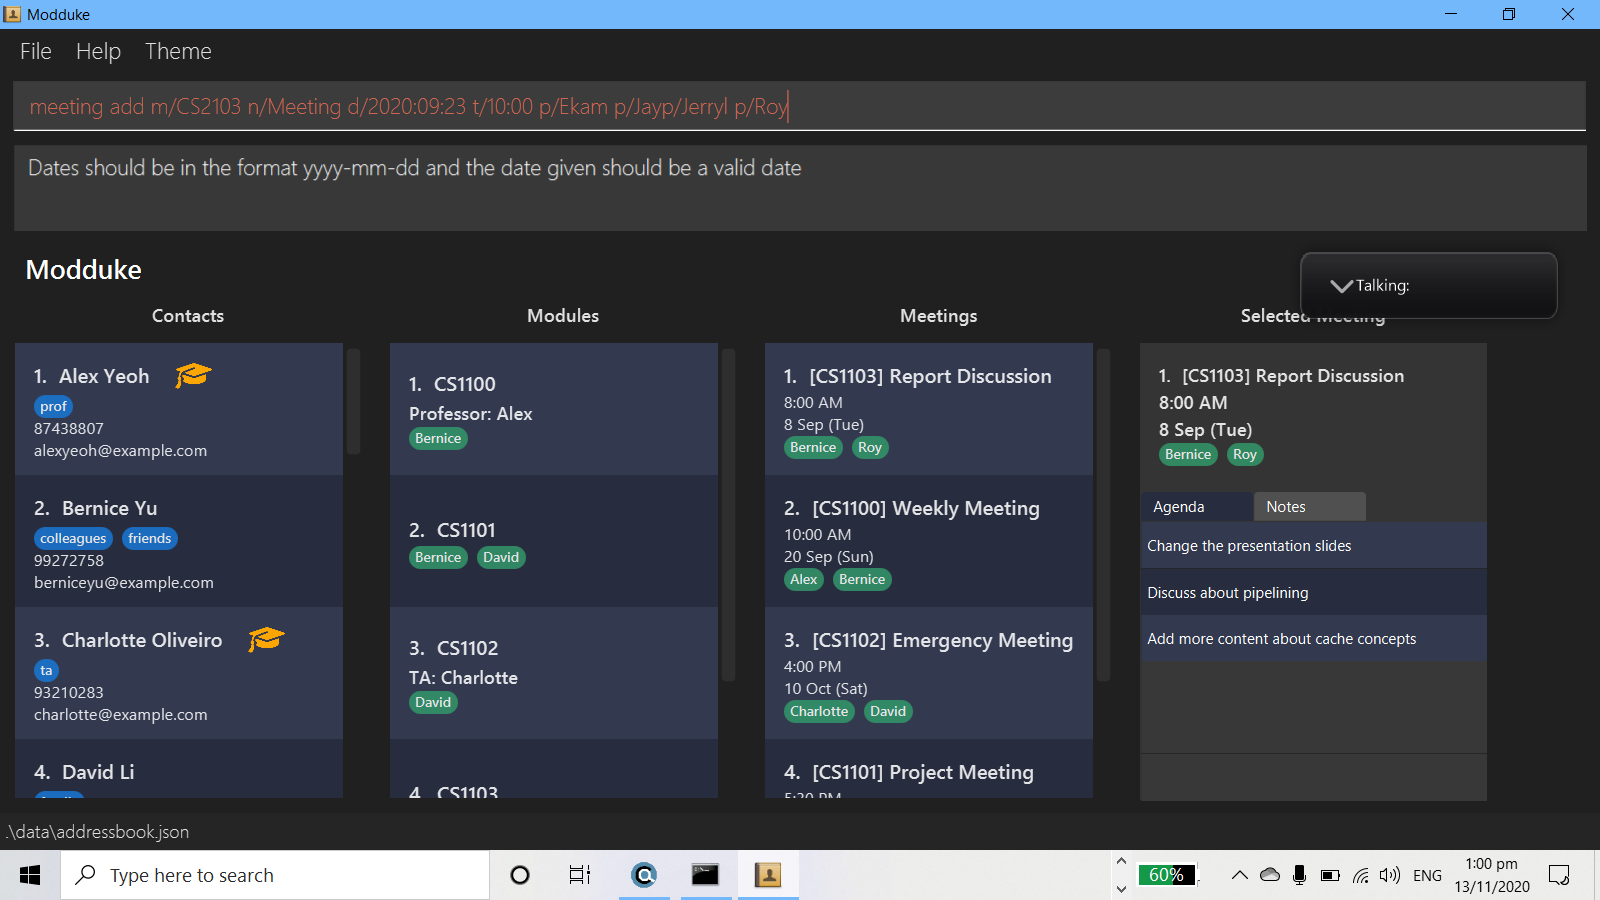 Modduke
File Help Theme
meeting add m/CS2103 n/Meeting d/2020:09:23 t/10:00 p/Ekam p/Jayp/Jerryl p/Roy
Dates should be in the format yyyy-mm-dd and the date given should be a valid date
Modduke
Talking:
Contacts
1. Alex Yeoh
prof
87438807
alexyeoh@example.com
2. Bernice Yu
colleagues friends
99272758
berniceyu@example.com
3. Charlotte Oliveiro
ta
93210283
charlotte@example.com
4. David Li
Modules
1. CS1100
Professor: Alex
Bernice
2. CS1101
Bernice David
3. CS1102
TA: Charlotte
David
4. CS1103
Meetings
1. [CS1103] Report Discussion
8:00 AM
8 Sep (Tue)
Bernice Roy
2. [CS1100] Weekly Meeting
10:00 AM
20 Sep (Sun)
Alex Bernice
3. [CS1102] Emergency Meeting
4:00 PM
10 Oct (Sat)
Charlotte David
4. [CS1101] Project Meeting
5:30 PM
Selected Meeting
1. [CS1103] Report Discussion
8:00 AM
8 Sep (Tue)
Bernice Roy
Agenda Notes
Change the presentation slides
Discuss about pipelining
Add more content about cache concepts
.\data\addressbook.json
Type here to search
60%
ENG
1:00 pm
13/11/2020